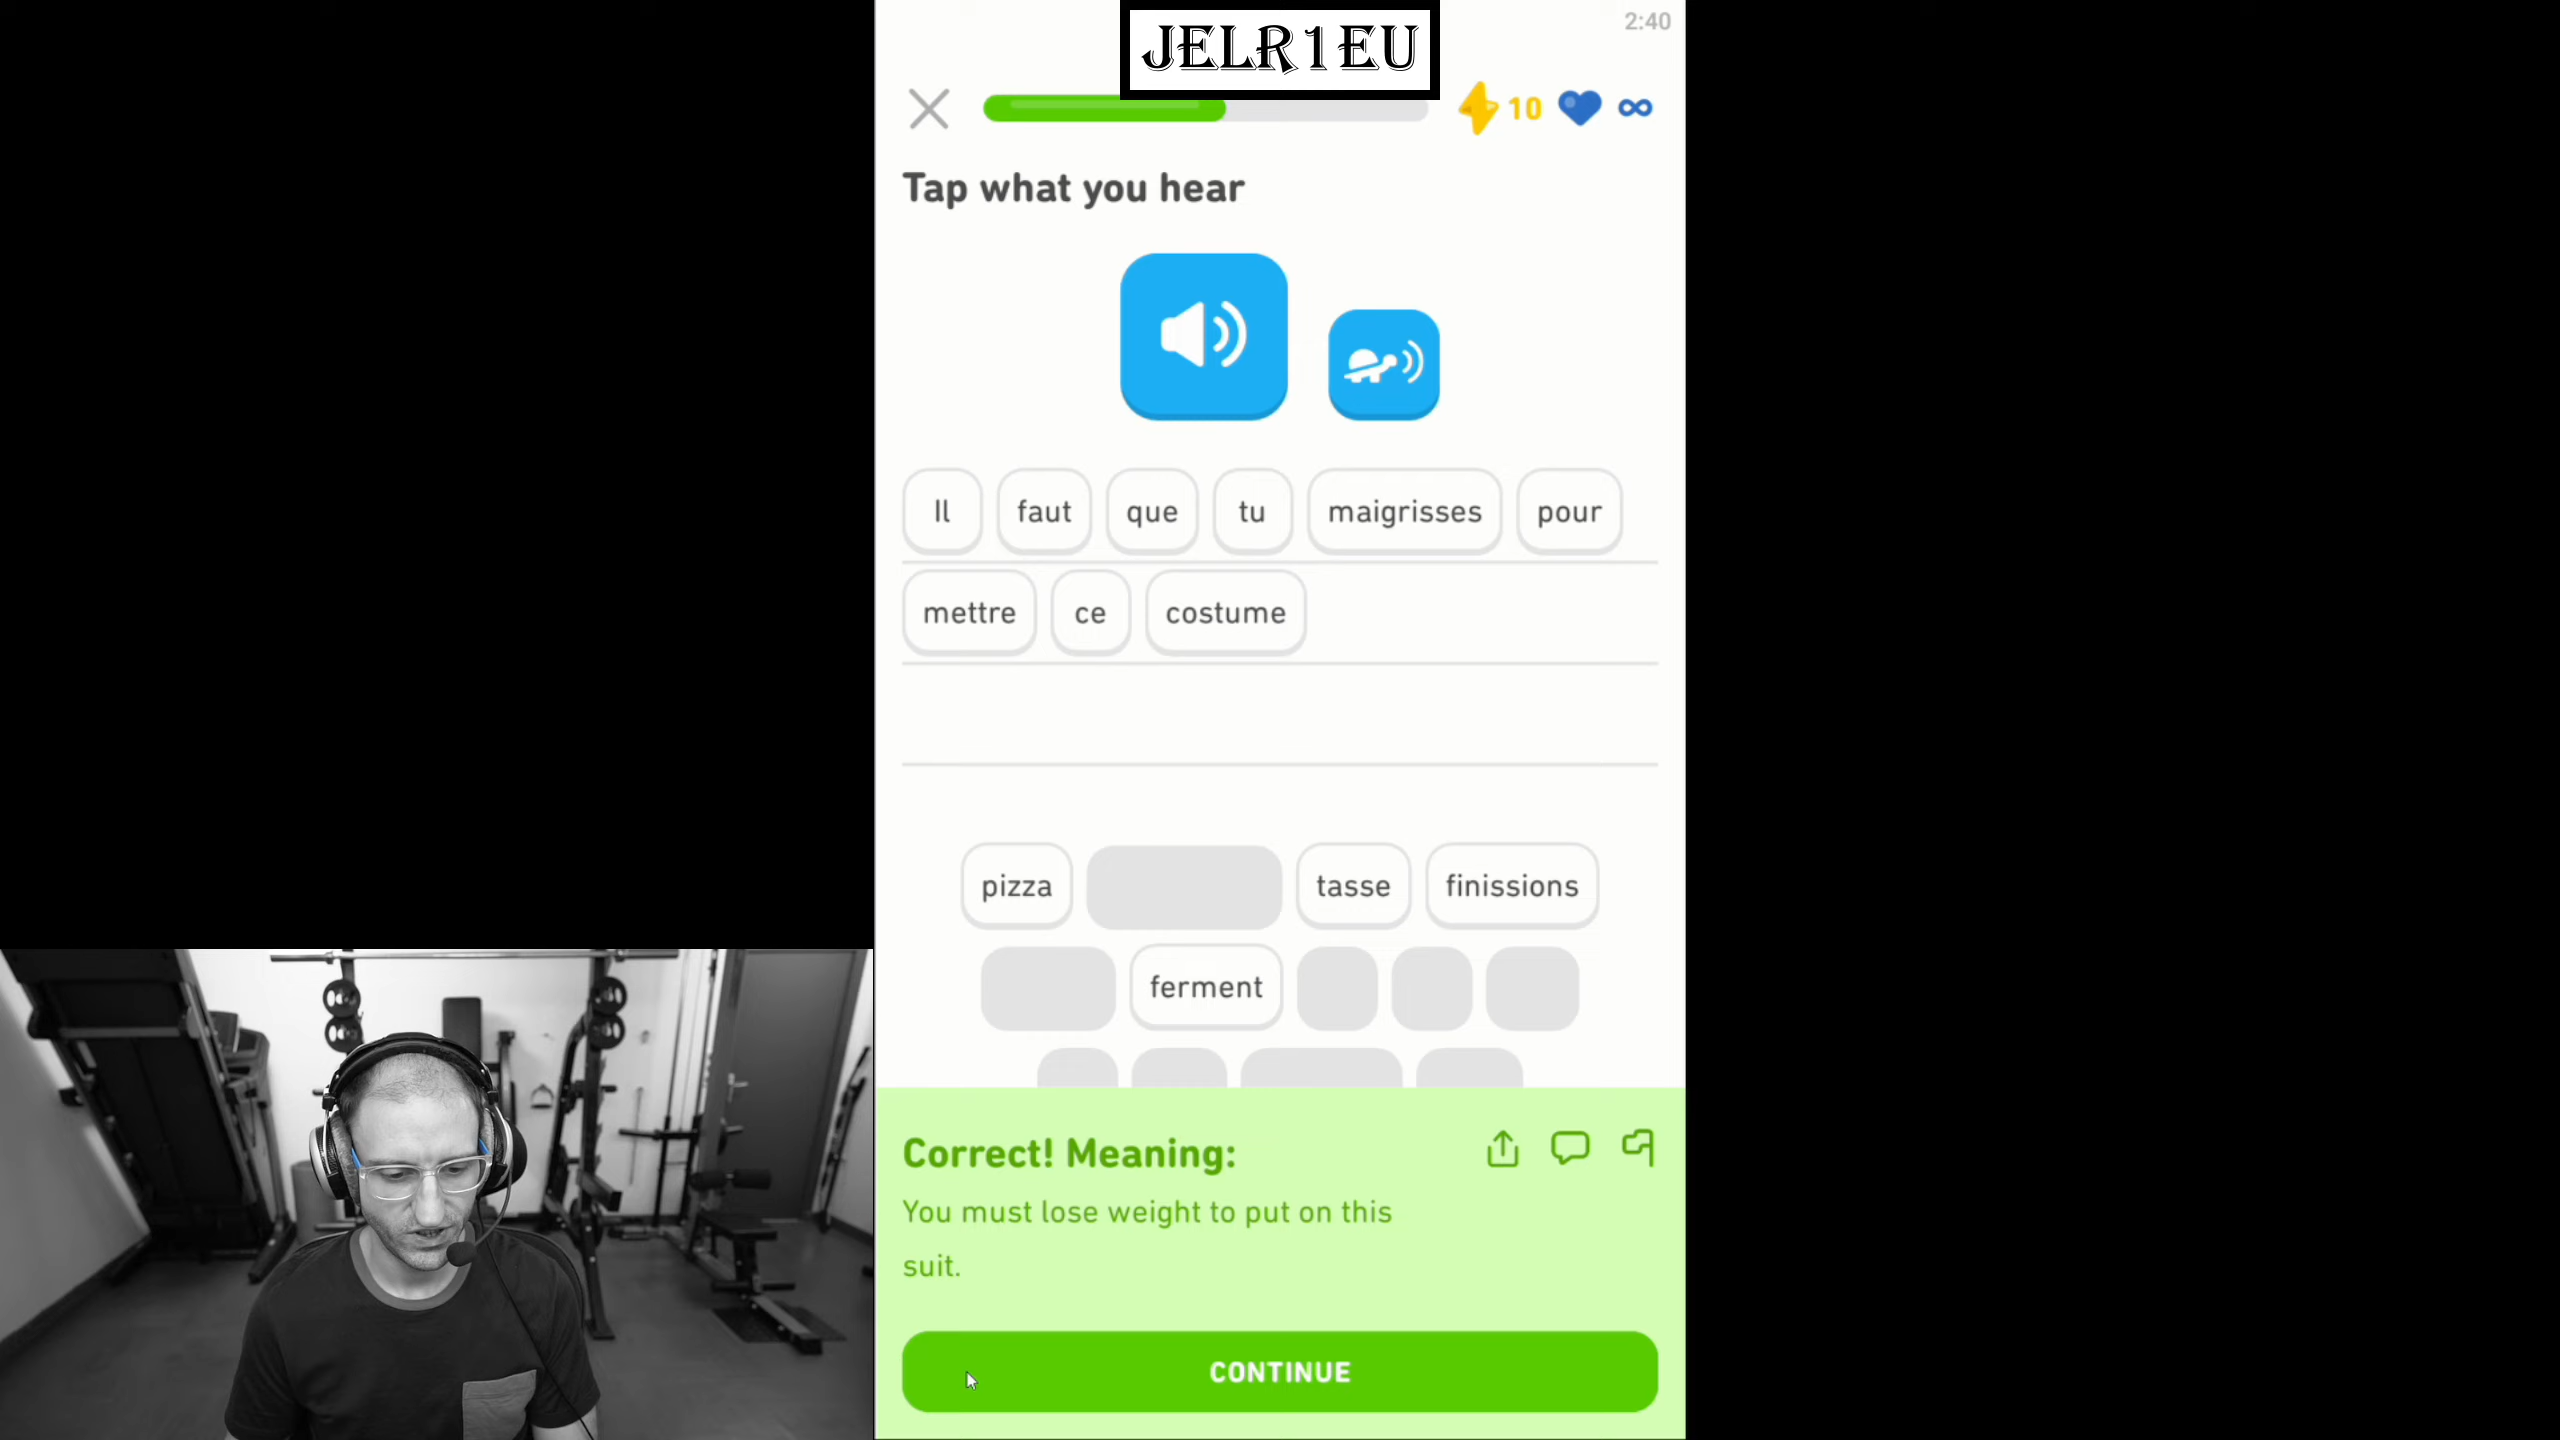 JELR1EU
2:40
10
Tap what you hear
Il faut que tu maigrisses pour
mettre ce costume
pizza tasse finissions
ferment
Correct! Meaning:
You must lose weight to put on this
suit.
CONTINUE